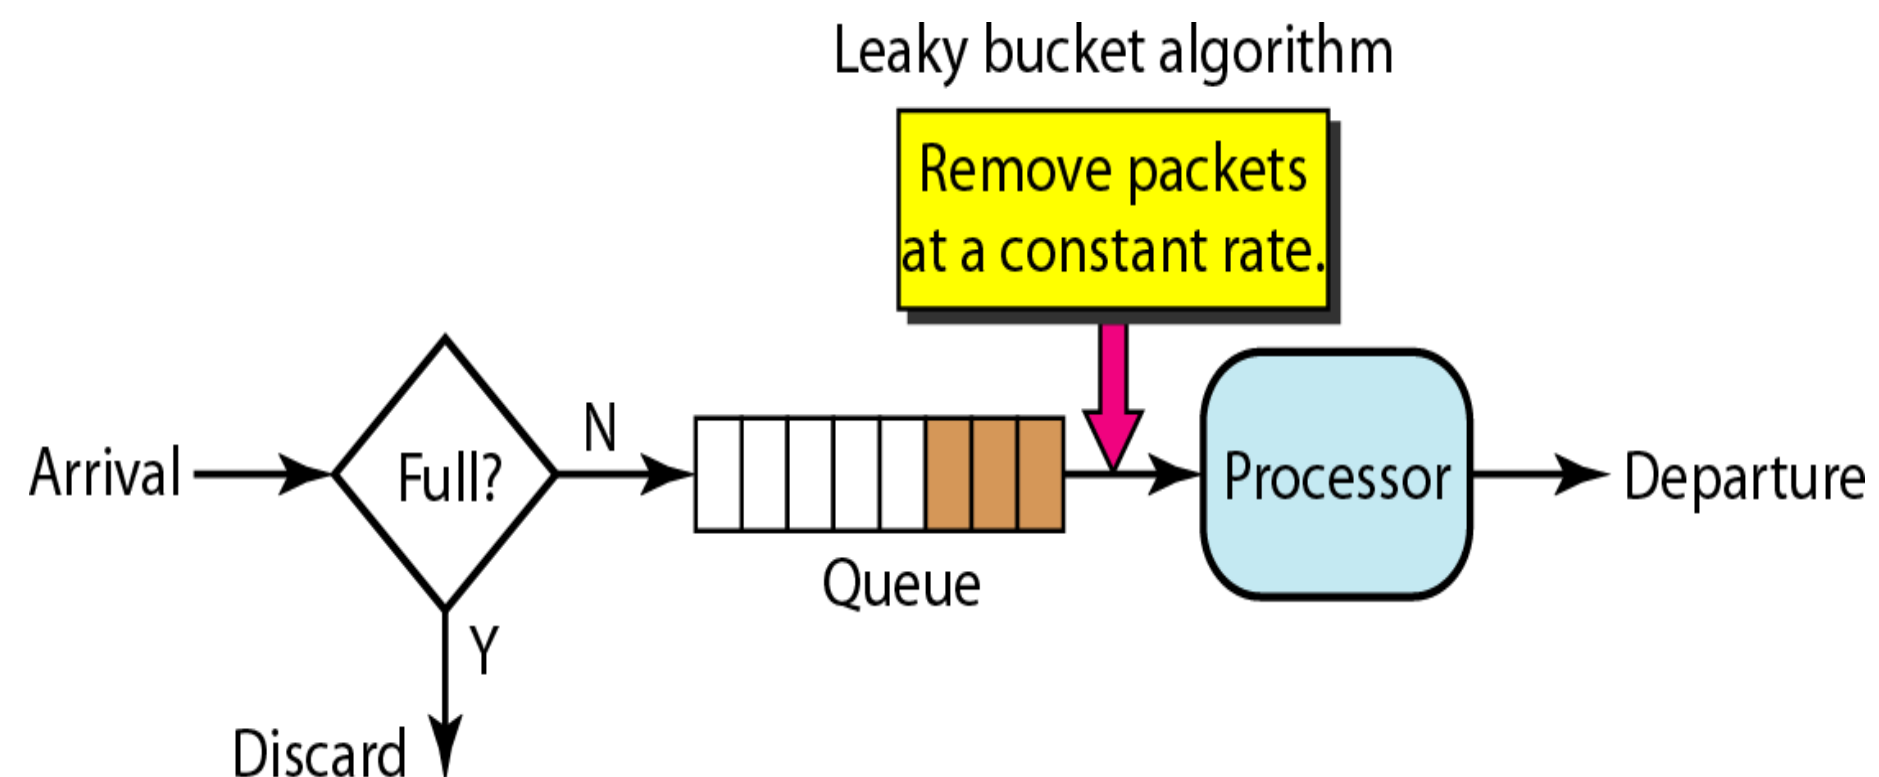 Leaky bucket algorithm
Remove packets
at a constant rate.
Arrival
Full?
N
Queue
Processor
Departure
Y
Discard